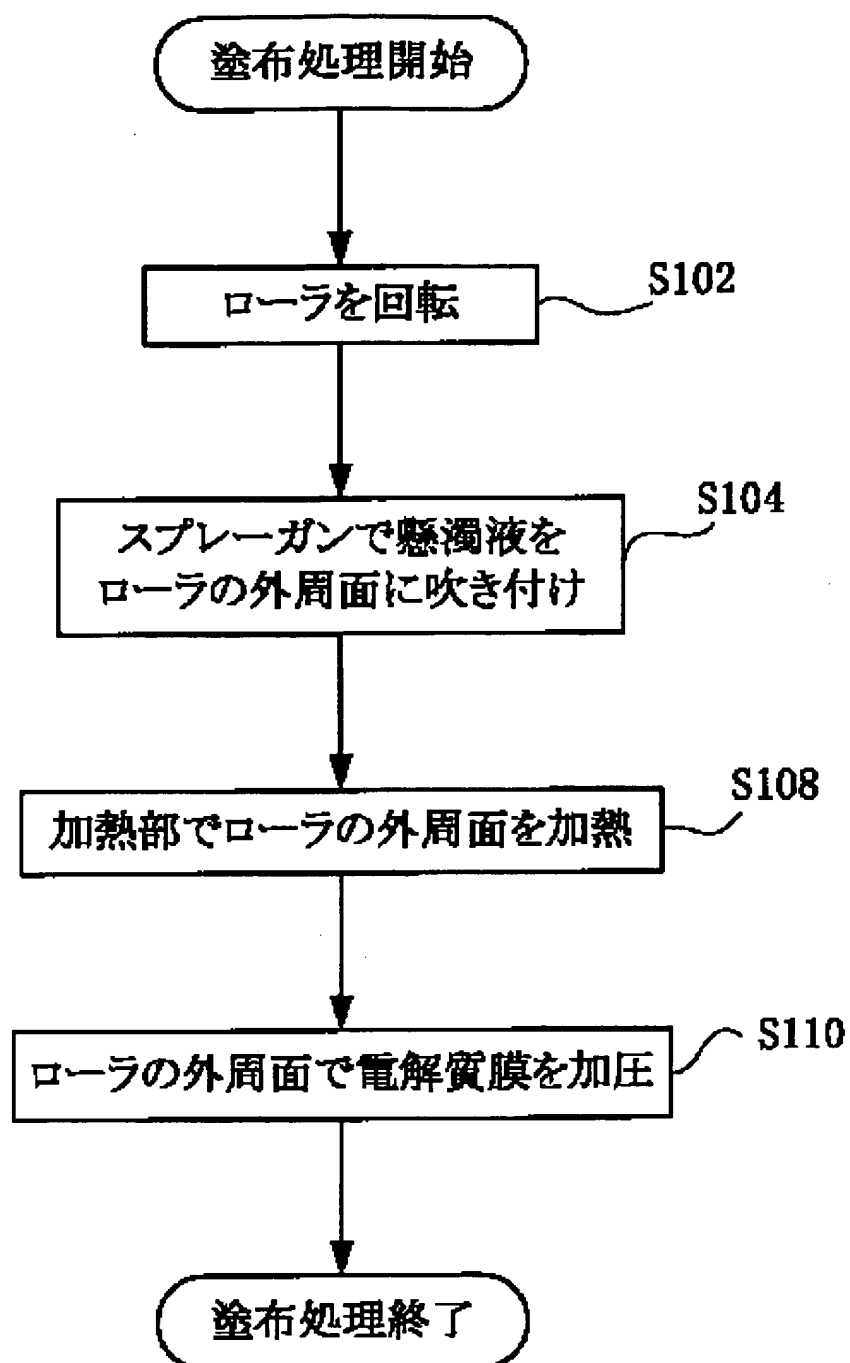 塗布処理開始
ローラを回転
S102
スプレーガンで懸濁液を
ローラの外周面に吹き付け
S104
加熱部でローラの外周面を加熱
S108
ローラの外周面で電解質膜を加圧
S110
塗布処理終了